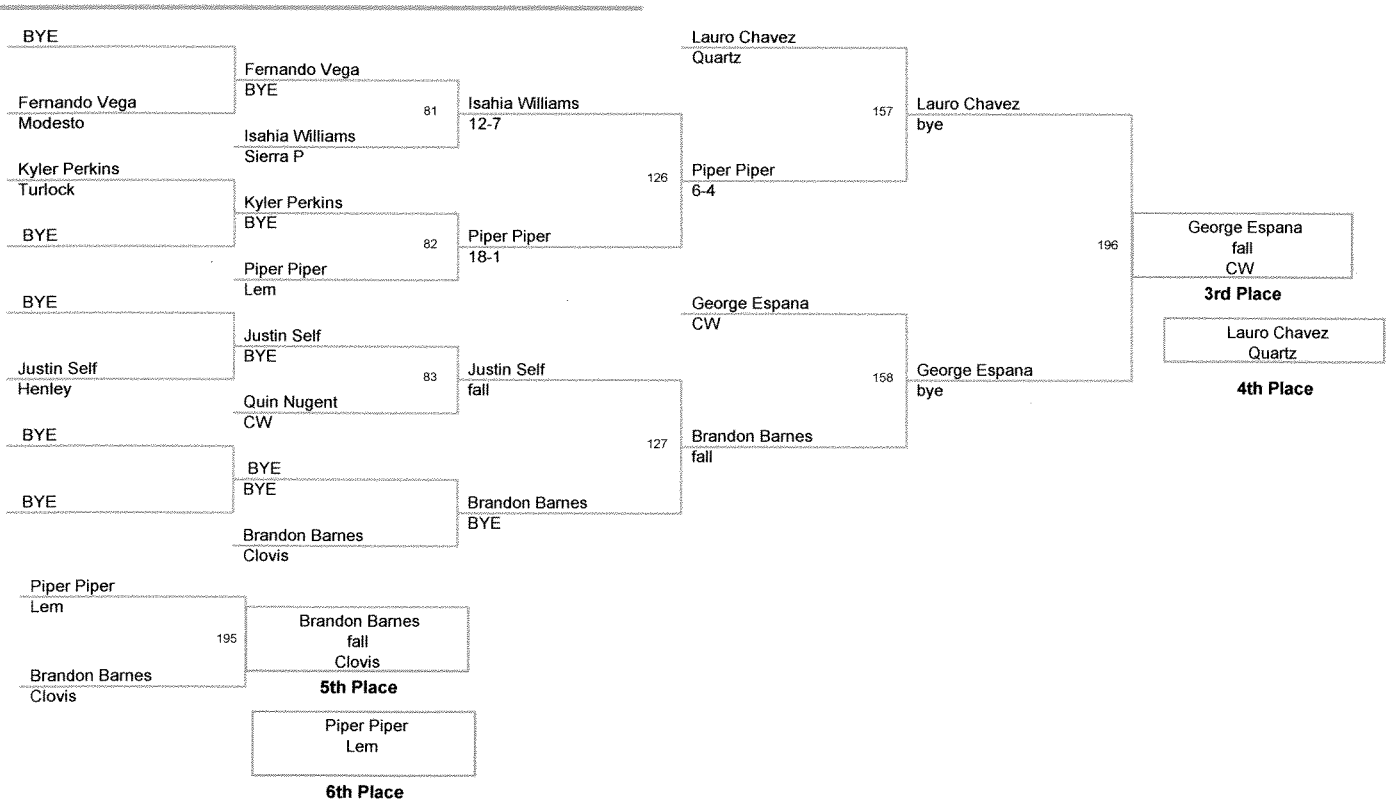 BYE
Fernando Vega
Modesto
Kyler Perkins
Turlock
BYE
BYE
Justin Self
Henley
BYE
BYE
Fernando Vega
BYE
81
Isahia Williams
Sierra P
Kyler Perkins
BYE
82
Piper Piper
Lem
Justin Self
BYE
83
Quin Nugent
CW
BYE
BYE
Brandon Barnes
Clovis
Isahia Williams
12-7
126
Piper Piper
18-1
Justin Self
fall
127
Brandon Barnes
BYE
Lauro Chavez
Quartz
157
Piper Piper
6-4
George Espana
CW
158
Brandon Barnes
fall
Lauro Chavez
bye
196
George Espana
bye
George Espana
fall
CW
3rd Place
Lauro Chavez
Quartz
4th Place
Piper Piper
Lem
195
Brandon Barnes
Clovis
Brandon Barnes
fall
Clovis
5th Place
Piper Piper
Lem
6th Place